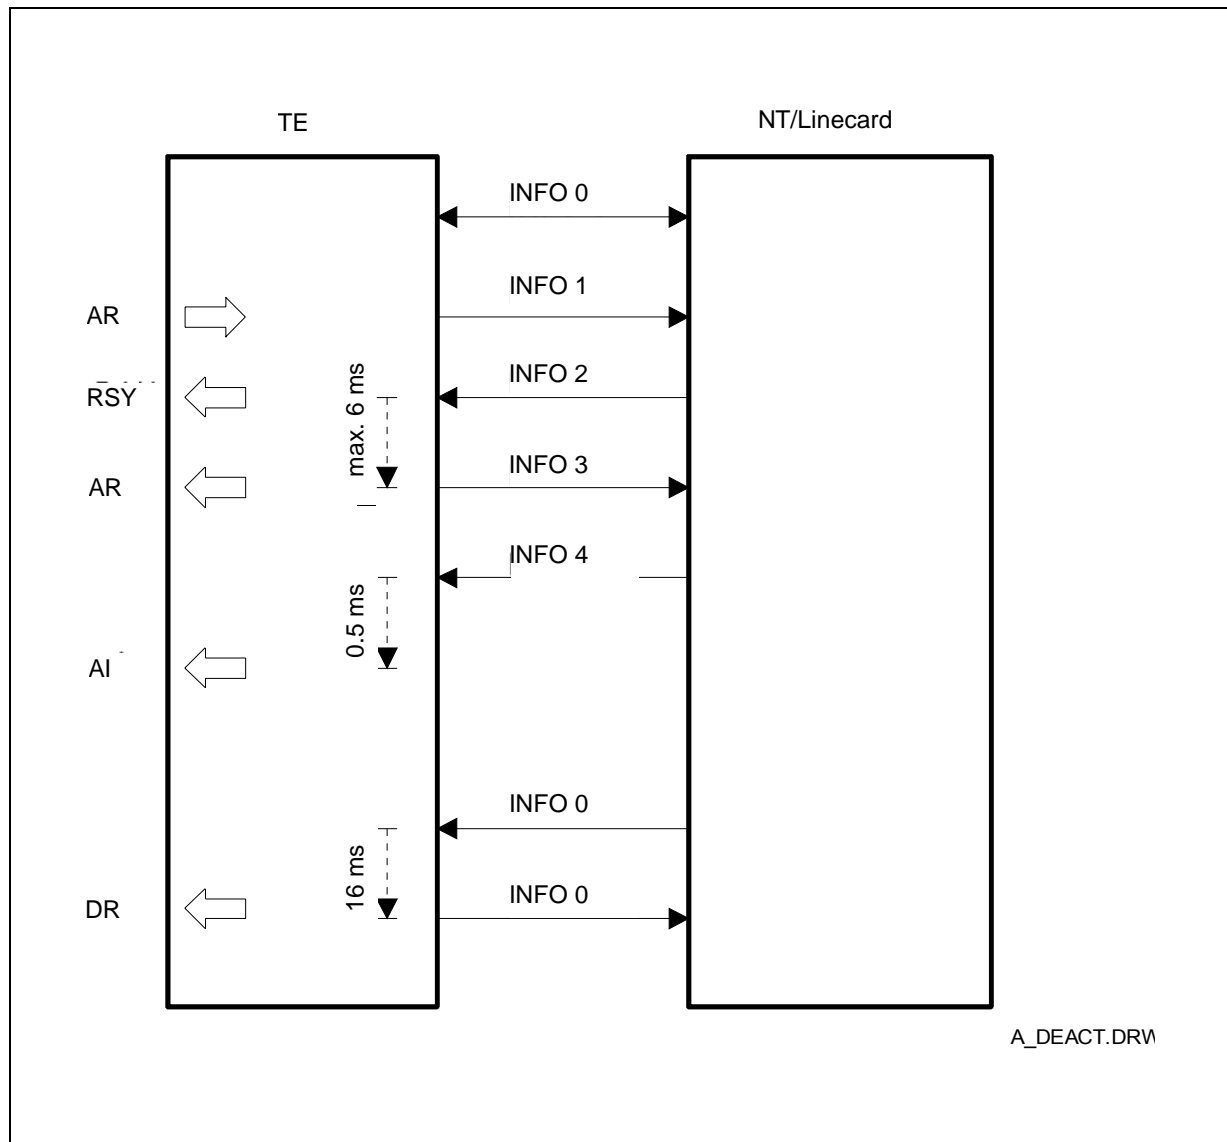 TE
NT/Linecard
INFO 0
INFO 1
AR
INFO 2
RSY
max. 6 ms
INFO 3
AR
INFO 4
0.5 ms
AI
INFO 0
16 ms
INFO 0
DR
A_DEACT.DRW